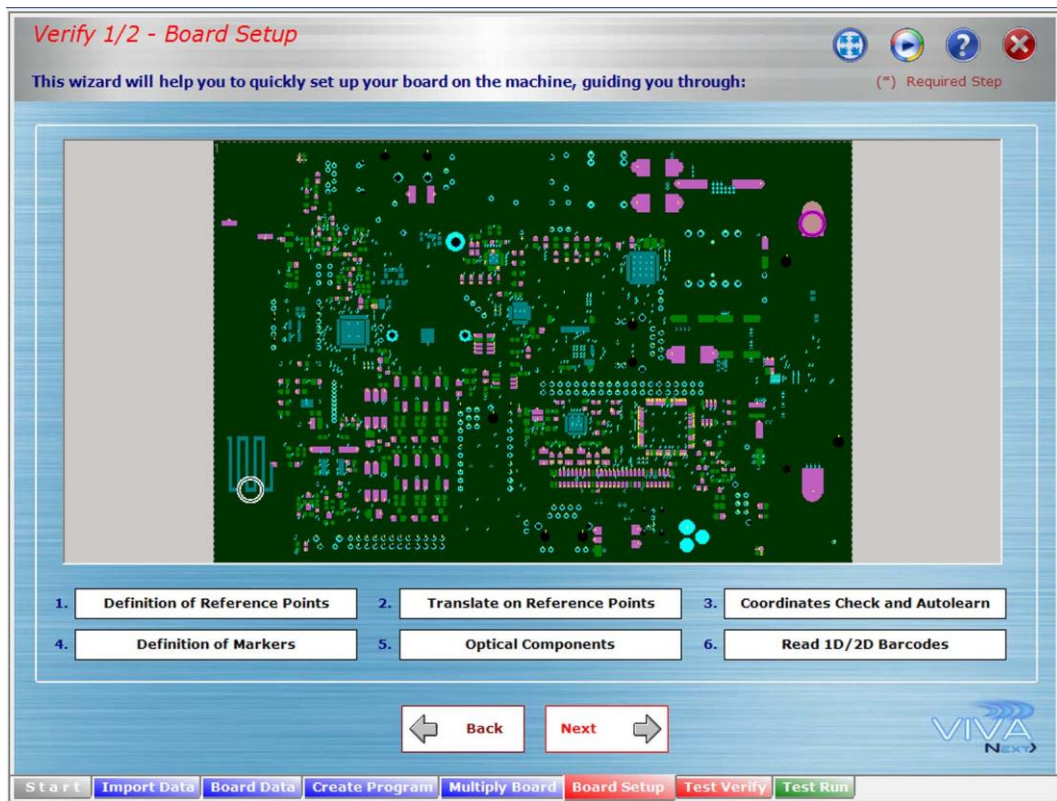 Verify 1/2 - Board Setup
This wizard will help you to quickly set up your board on the machine, guiding you through:
(*) Required Step
1. Definition of Reference Points
2. Translate on Reference Points
3. Coordinates Check and Autolearn
4. Definition of Markers
5. Optical Components
6. Read 1D/2D Barcodes
Back
Next
VIVA
NEXT
Start
Import Data
Board Data
Create Program
Multiply Board
Board Setup
Test Verify
Test Run